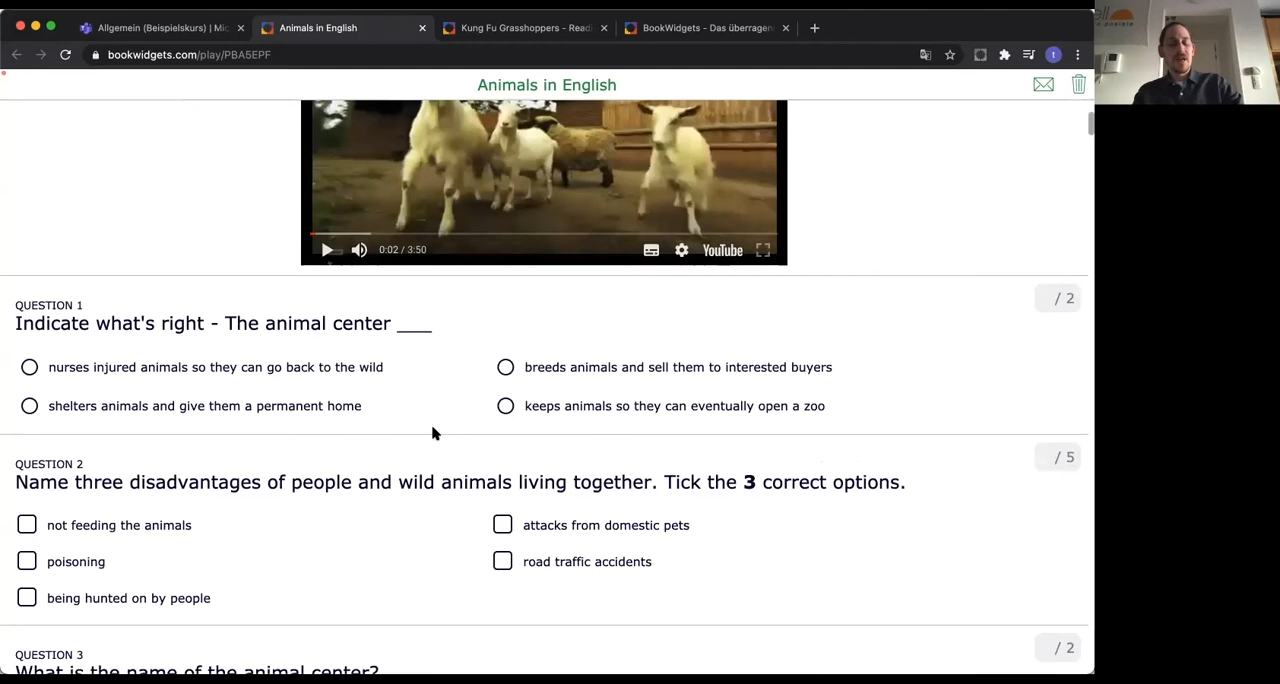 Allgemein (Beispielskurs) | Mic
Animals in English
Kung Fu Grasshoppers - Readi
BookWidgets – Das überragen
bookwidgets.com/play/PBA5EPF
t
Animals in English
0:02 / 3:50
YouTube
QUESTION 1
/ 2
Indicate what's right - The animal center ____
nurses injured animals so they can go back to the wild
breeds animals and sell them to interested buyers
shelters animals and give them a permanent home
keeps animals so they can eventually open a zoo
QUESTION 2
/ 5
Name three disadvantages of people and wild animals living together. Tick the 3 correct options.
not feeding the animals
attacks from domestic pets
poisoning
road traffic accidents
being hunted on by people
QUESTION 3
/ 2
What is the name of the animal center?